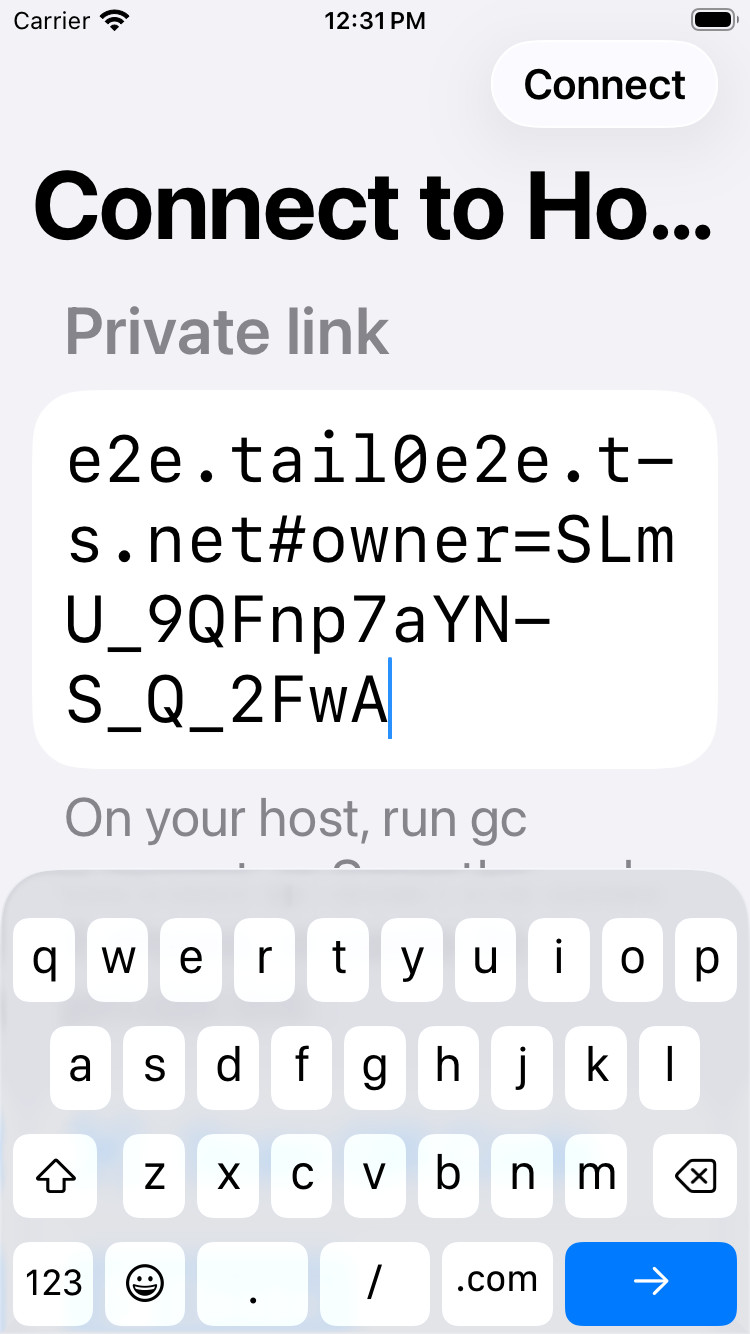 Carrier 12:31 PM
Connect
Connect to Ho...
Private link
e2e.tail0e2e.t-
s.net#owner=SLm
U_9QFnp7aYN-
S_Q_2FwA
On your host, run gc
q w e r t y u i o p
a s d f g h j k l
z x c v b n m
123 . / .com